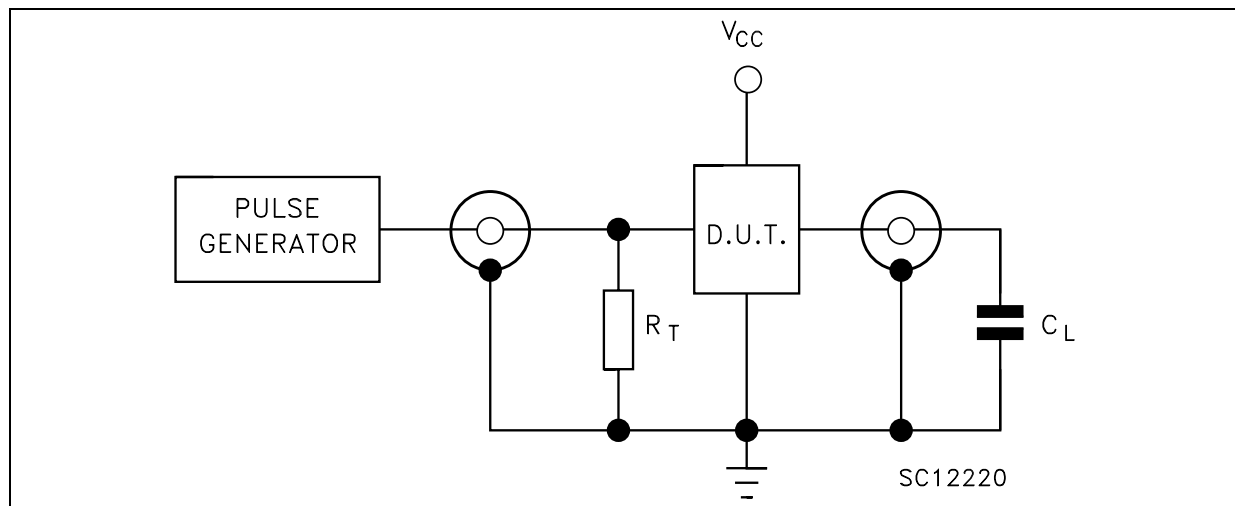 VCC
PULSE
GENERATOR
D.U.T.
RT
CL
SC12220